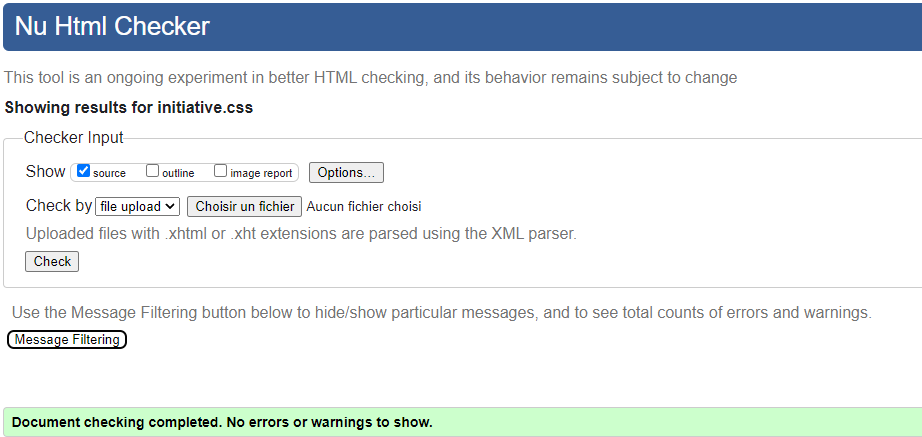 Nu Html Checker
This tool is an ongoing experiment in better HTML checking, and its behavior remains subject to change
Showing results for initiative.css
Checker Input
Show source outline image report Options...
Check by file upload Choisir un fichier Aucun fichier choisi
Uploaded files with .xhtml or .xht extensions are parsed using the XML parser.
Check
Use the Message Filtering button below to hide/show particular messages, and to see total counts of errors and warnings.
Message Filtering
Document checking completed. No errors or warnings to show.